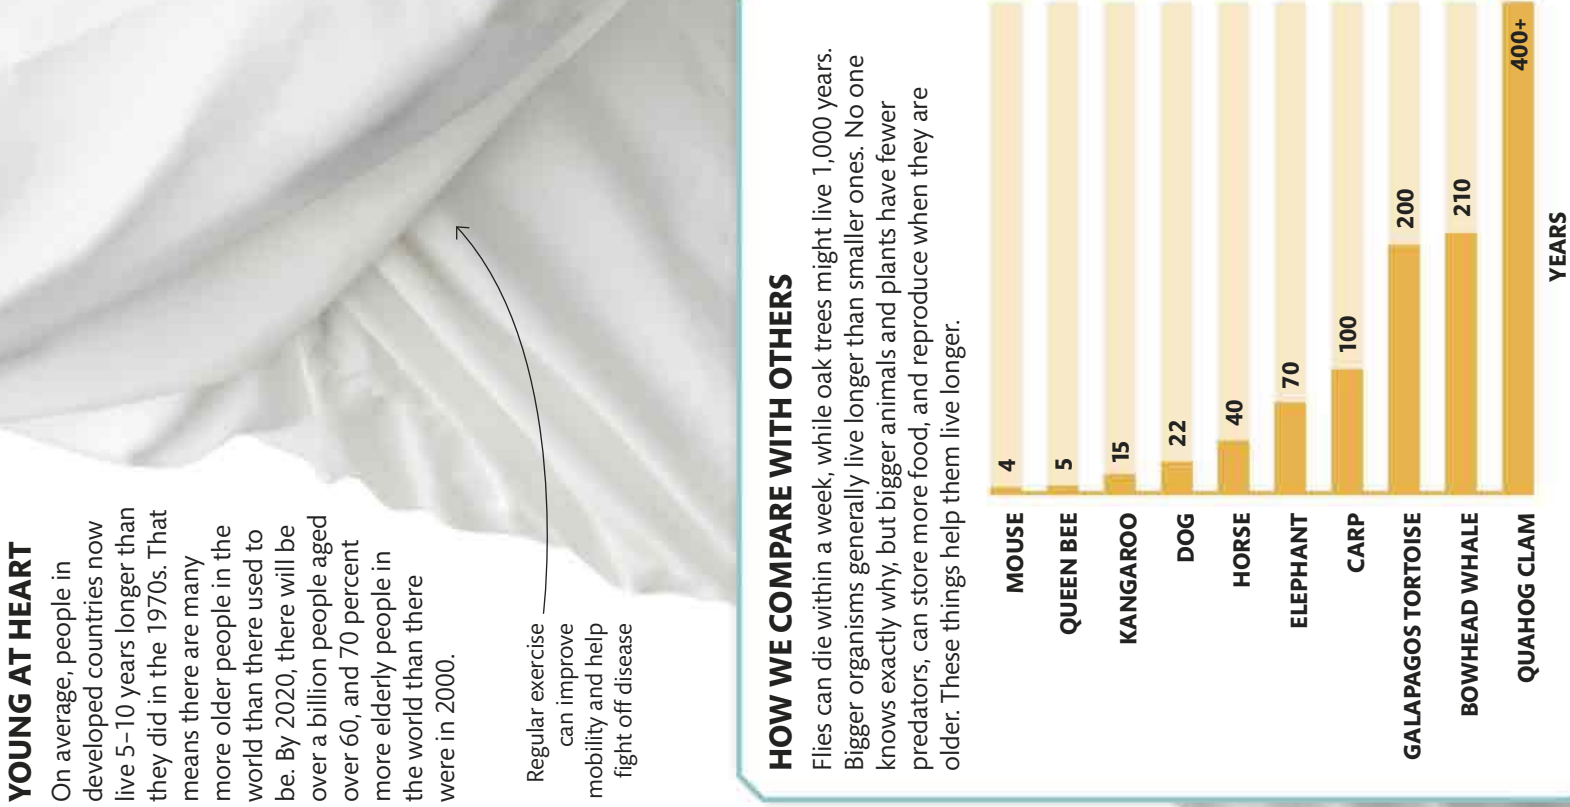 YOUNG AT HEART
On average, people in
developed countries now
live 5–10 years longer than
they did in the 1970s. That
means there are many
more older people in the
world than there used to
be. By 2020, there will be
over a billion people aged
over 60, and 70 percent
more elderly people in
the world than there
were in 2000.
Regular exercise
can improve
mobility and help
fight off disease
HOW WE COMPARE WITH OTHERS
Flies can die within a week, while oak trees might live 1,000 years.
Bigger organisms generally live longer than smaller ones. No one
knows exactly why, but bigger animals and plants have fewer
predators, can store more food, and reproduce when they are
older. These things help them live longer.
MOUSE 4
QUEEN BEE 5
KANGAROO 15
DOG 22
HORSE 40
ELEPHANT 70
CARP 100
GALAPAGOS TORTOISE 200
BOWHEAD WHALE 210
QUAHOG CLAM 400+
YEARS